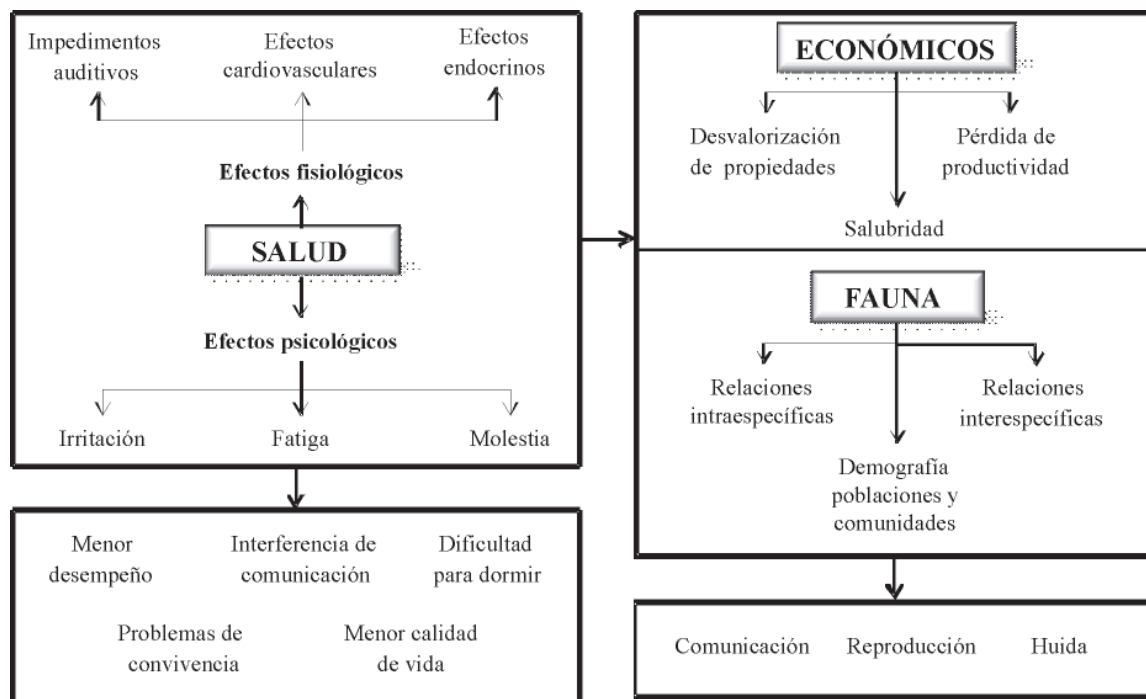 Impedimentos
auditivos
Efectos
cardiovasculares
Efectos
endocrinos
Efectos fisiológicos
SALUD
Efectos psicológicos
Irritación
Fatiga
Molestia
Menor
desempeño
Interferencia de
comunicación
Dificultad
para dormir
Problemas de
convivencia
Menor calidad
de vida
ECONÓMICOS
Desvalorización
de propiedades
Pérdida de
productividad
Salubridad
FAUNA
Relaciones
intraespecíficas
Relaciones
interespecíficas
Demografía
poblaciones y
comunidades
Comunicación
Reproducción
Huida